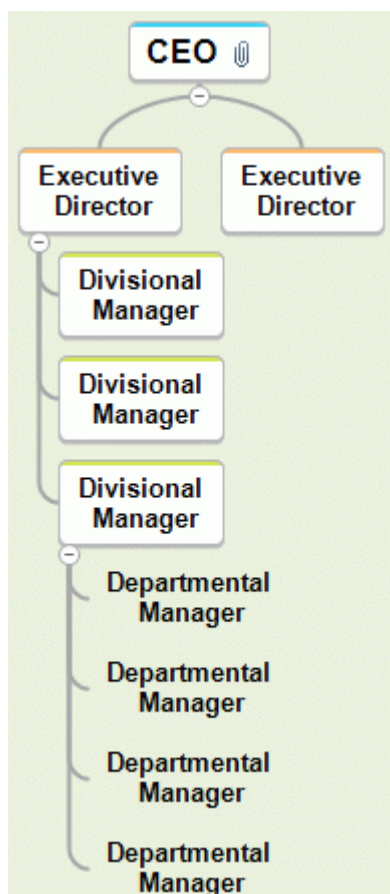 CEO
Executive
Director
Executive
Director
Divisional
Manager
Divisional
Manager
Divisional
Manager
Departmental
Manager
Departmental
Manager
Departmental
Manager
Departmental
Manager